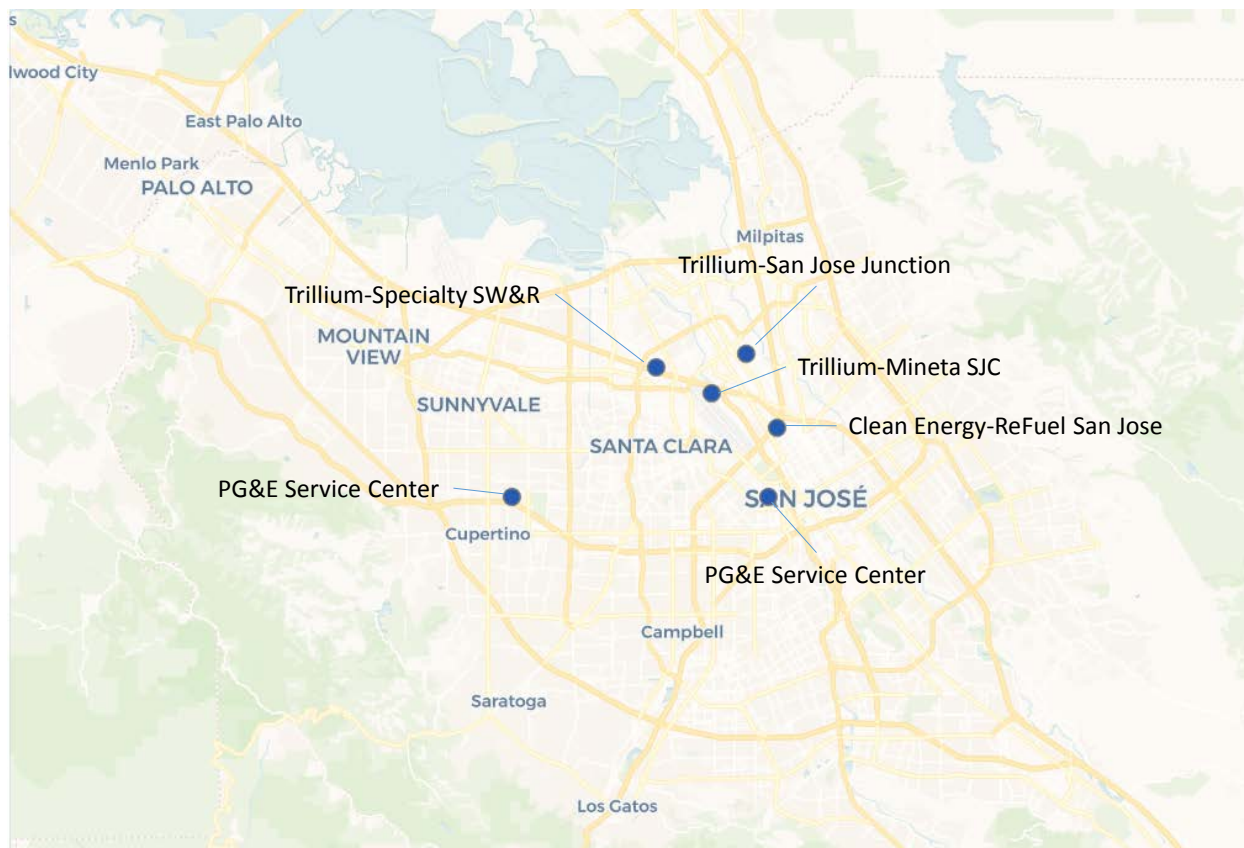 s
lwood City
East Palo Alto
Menlo Park
PALO ALTO
Milpitas
Trillium-San Jose Junction
Trillium-Specialty SW&R
MOUNTAIN
VIEW
Trillium-Mineta SJC
SUNNYVALE
Clean Energy-ReFuel San Jose
SANTA CLARA
PG&E Service Center
SAN JOSÉ
Cupertino
PG&E Service Center
Campbell
Saratoga
Los Gatos